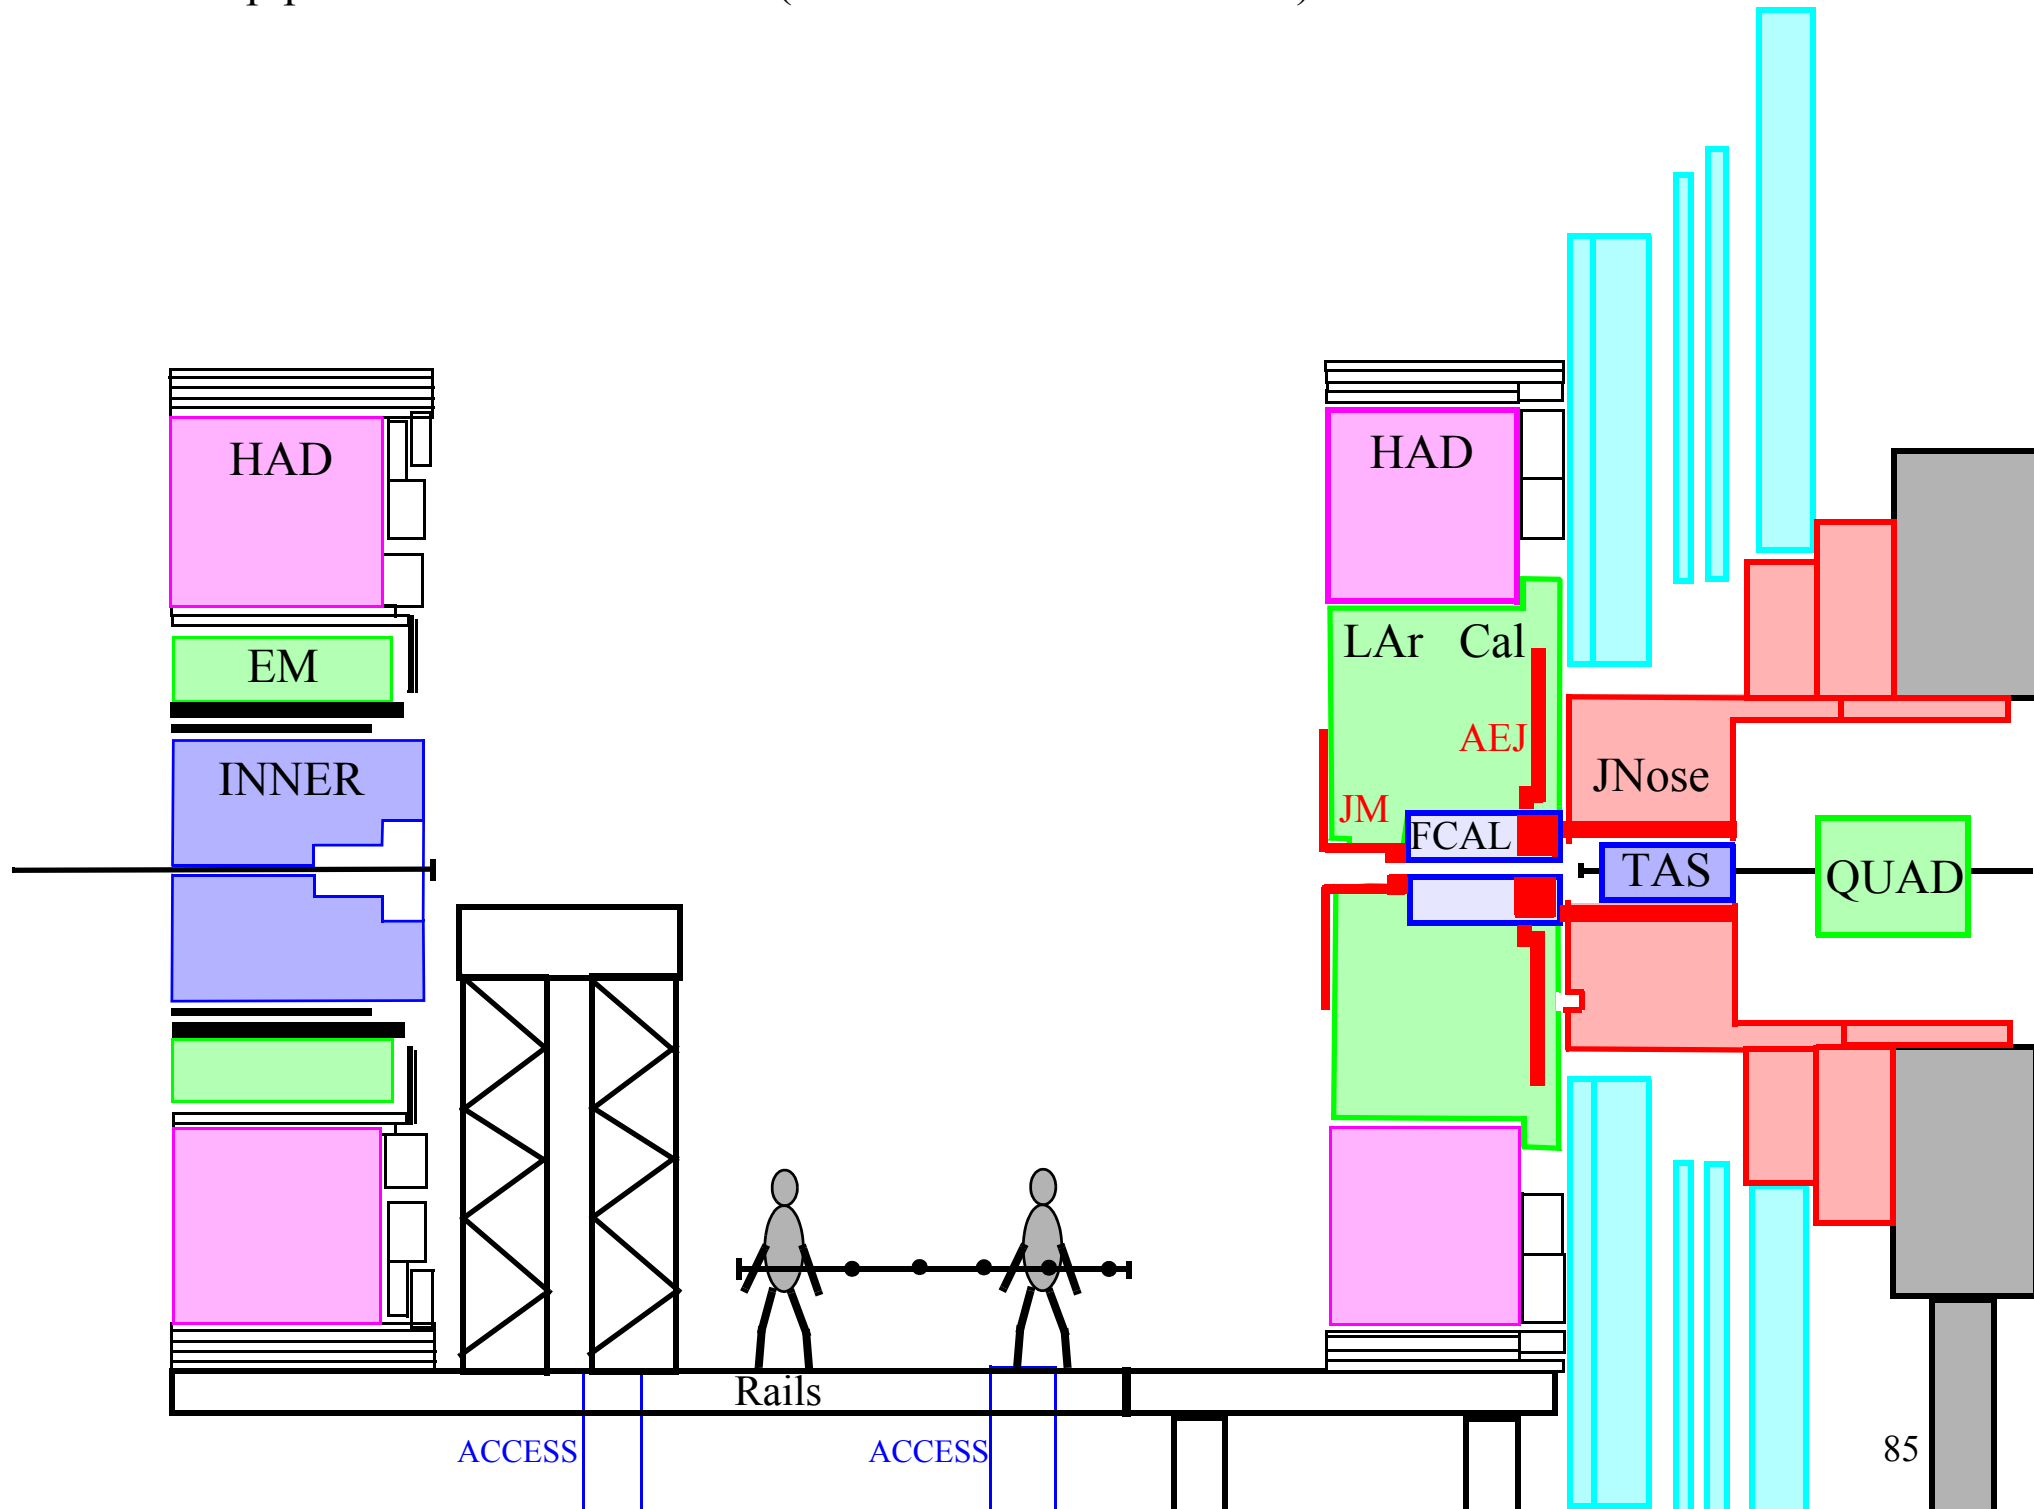 HAD
HAD
LAr Cal
EM
AEJ
INNER
JNose
JM
FCAL
TAS
QUAD
Rails
ACCESS
ACCESS
85